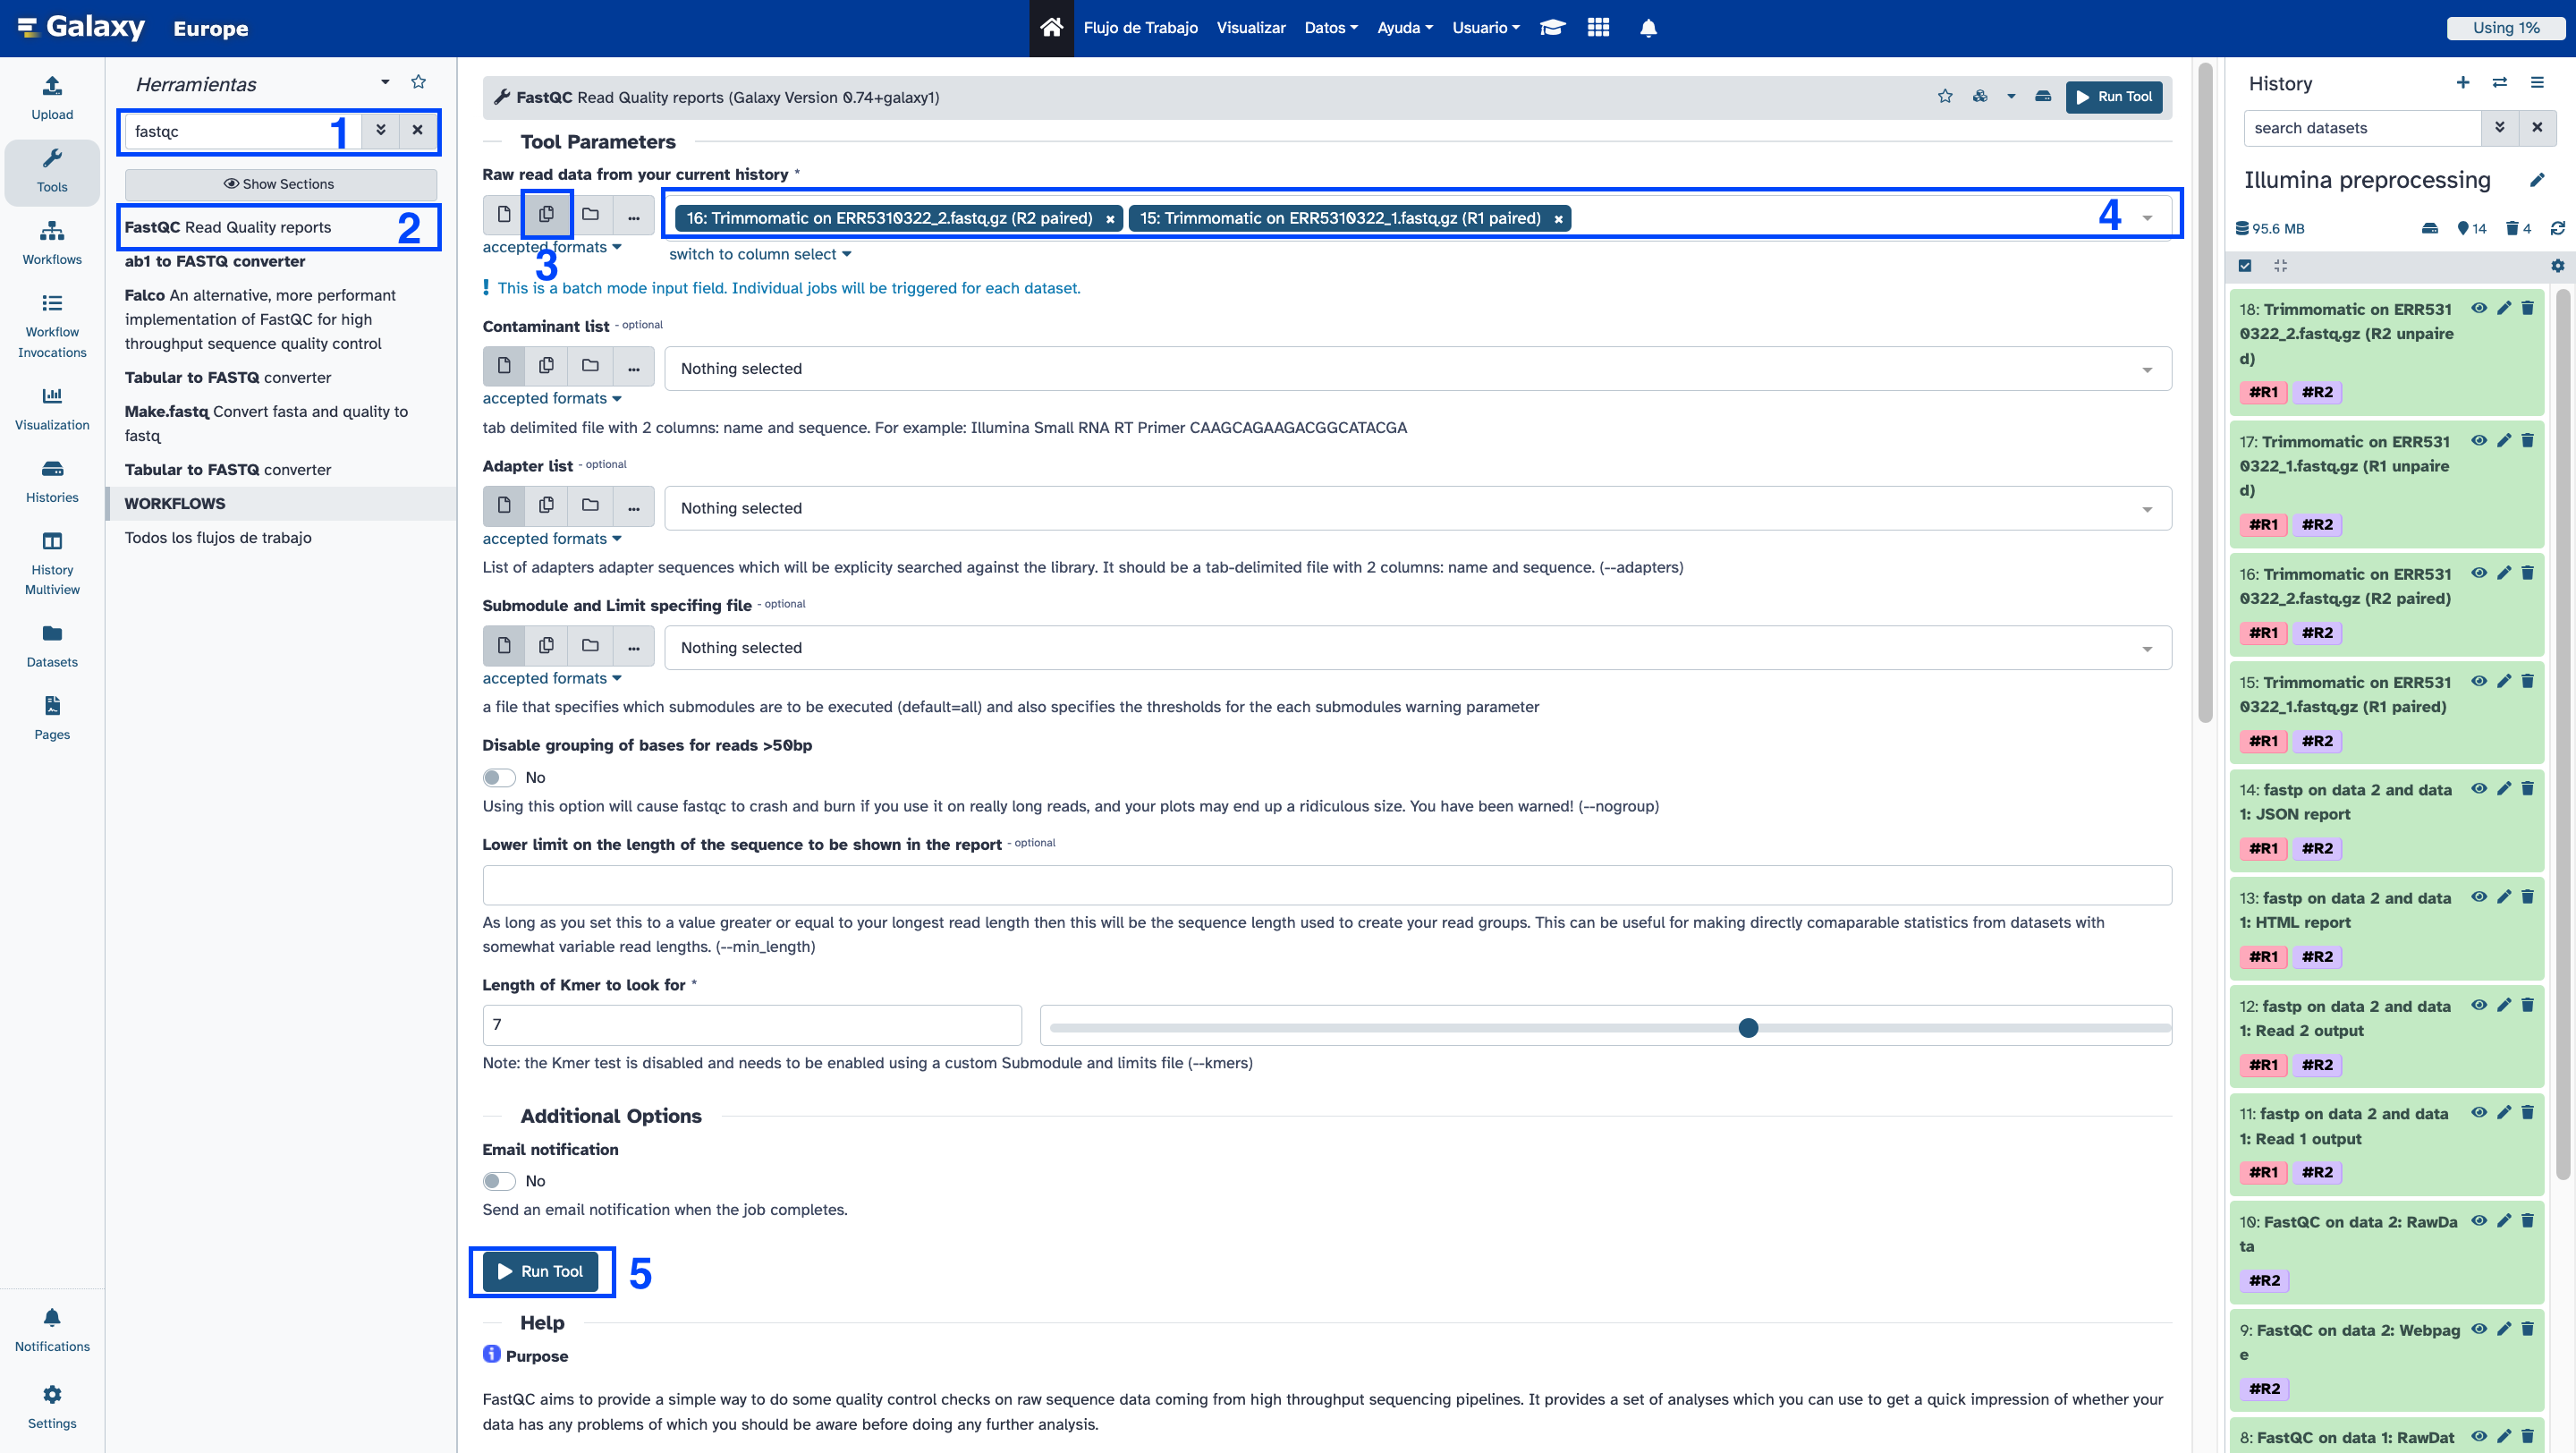 Galaxy Europe
Flujo de Trabajo Visualizar Datos Ayuda Usuario
Using 1%
Upload
Tools
Workflows
Workflow
Invocations
Visualization
Histories
History
Multiview
Datasets
Pages
Notifications
Settings
Herramientas
fastqc 1
Show Sections
FastQC Read Quality reports 2
ab1 to FASTQ converter
Falco An alternative, more performant
implementation of FastQC for high
throughput sequence quality control
Tabular to FASTQ converter
Make.fastq Convert fasta and quality to
fastq
Tabular to FASTQ converter
WORKFLOWS
Todos los flujos de trabajo
FastQC Read Quality reports (Galaxy Version 0.74+galaxy1)
Run Tool
Tool Parameters
Raw read data from your current history *
... 16: Trimmomatic on ERR5310322_2.fastq.gz (R2 paired) × 15: Trimmomatic on ERR5310322_1.fastq.gz (R1 paired) × 4
accepted formats
3
switch to column select
! This is a batch mode input field. Individual jobs will be triggered for each dataset.
Contaminant list - optional
... Nothing selected
accepted formats
tab delimited file with 2 columns: name and sequence. For example: Illumina Small RNA RT Primer CAAGCAGAAGACGGCATACGA
Adapter list - optional
... Nothing selected
accepted formats
List of adapters adapter sequences which will be explicity searched against the library. It should be a tab-delimited file with 2 columns: name and sequence. (--adapters)
Submodule and Limit specifing file - optional
... Nothing selected
accepted formats
a file that specifies which submodules are to be executed (default=all) and also specifies the thresholds for the each submodules warning parameter
Disable grouping of bases for reads >50bp
No
Using this option will cause fastqc to crash and burn if you use it on really long reads, and your plots may end up a ridiculous size. You have been warned! (--nogroup)
Lower limit on the length of the sequence to be shown in the report - optional
As long as you set this to a value greater or equal to your longest read length then this will be the sequence length used to create your read groups. This can be useful for making directly comaparable statistics from datasets with
somewhat variable read lengths. (--min_length)
Length of Kmer to look for *
7
Note: the Kmer test is disabled and needs to be enabled using a custom Submodule and limits file (--kmers)
Additional Options
Email notification
No
Send an email notification when the job completes.
Run Tool 5
Help
Purpose
FastQC aims to provide a simple way to do some quality control checks on raw sequence data coming from high throughput sequencing pipelines. It provides a set of analyses which you can use to get a quick impression of whether your
data has any problems of which you should be aware before doing any further analysis.
History
search datasets
Illumina preprocessing
95.6 MB 14 4
18: Trimmomatic on ERR531
0322_2.fastq.gz (R2 unpaire
d)
#R1 #R2
17: Trimmomatic on ERR531
0322_1.fastq.gz (R1 unpaire
d)
#R1 #R2
16: Trimmomatic on ERR531
0322_2.fastq.gz (R2 paired)
#R1 #R2
15: Trimmomatic on ERR531
0322_1.fastq.gz (R1 paired)
#R1 #R2
14: fastp on data 2 and data
1: JSON report
#R1 #R2
13: fastp on data 2 and data
1: HTML report
#R1 #R2
12: fastp on data 2 and data
1: Read 2 output
#R1 #R2
11: fastp on data 2 and data
1: Read 1 output
#R1 #R2
10: FastQC on data 2: RawDa
ta
#R2
9: FastQC on data 2: Webpag
e
#R2
8: FastQC on data 1: RawDat